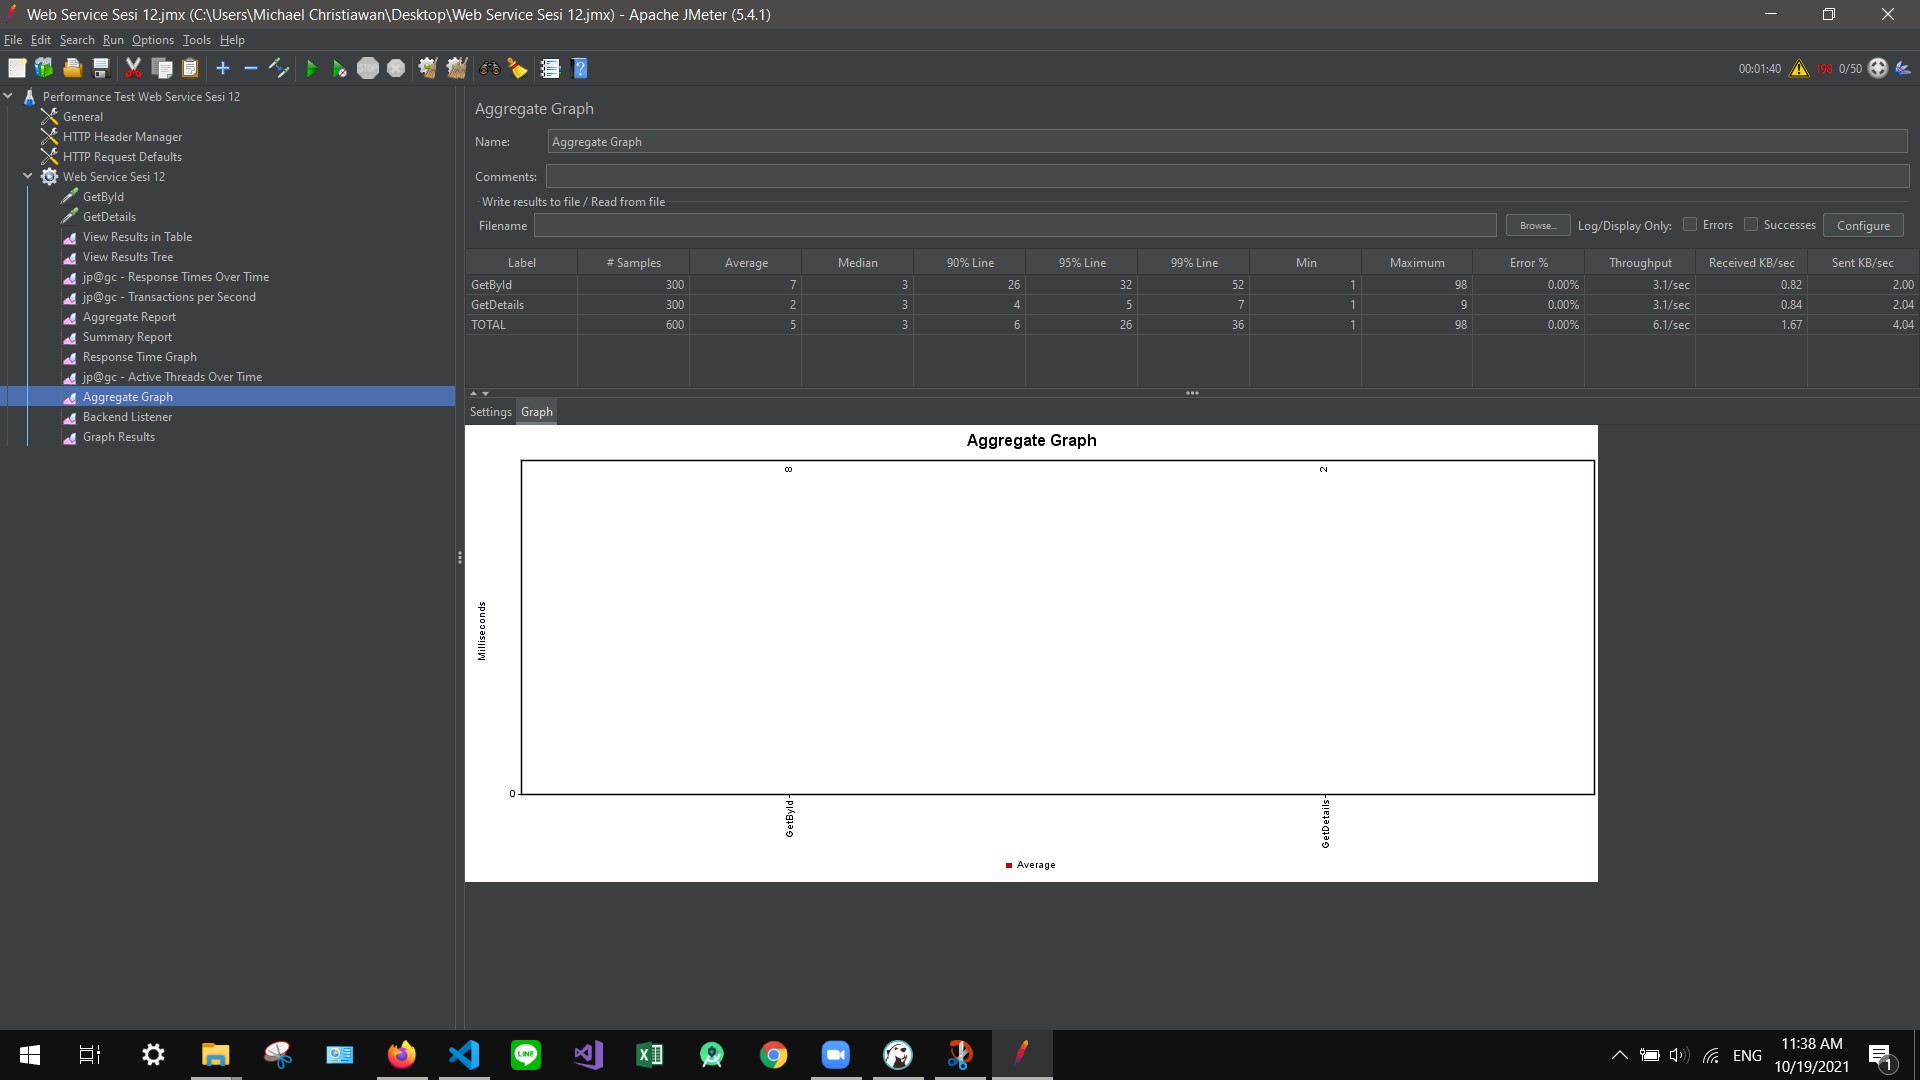 Web Service Sesi 12.jmx (C:\Users\Michael Christiawan\Desktop\Web Service Sesi 12.jmx) - Apache JMeter (5.4.1)
File Edit Search Run Options Tools Help
00:01:40 198 0/50
Performance Test Web Service Sesi 12
General
HTTP Header Manager
HTTP Request Defaults
Web Service Sesi 12
GetById
GetDetails
View Results in Table
View Results Tree
jp@gc - Response Times Over Time
jp@gc - Transactions per Second
Aggregate Report
Summary Report
Response Time Graph
jp@gc - Active Threads Over Time
Aggregate Graph
Backend Listener
Graph Results
Aggregate Graph
Name: Aggregate Graph
Comments:
Write results to file / Read from file
Filename Browse... Log/Display Only: Errors Successes Configure
Label # Samples Average Median 90% Line 95% Line 99% Line Min Maximum Error % Throughput Received KB/sec Sent KB/sec
GetById 300 7 3 26 32 52 1 98 0.00% 3.1/sec 0.82 2.00
GetDetails 300 2 3 4 5 7 1 9 0.00% 3.1/sec 0.84 2.04
TOTAL 600 5 3 6 26 36 1 98 0.00% 6.1/sec 1.67 4.04
Settings Graph
Aggregate Graph
8 2
Milliseconds
0
GetById GetDetails
Average
STOP
LINE
ENG
11:38 AM
10/19/2021
1